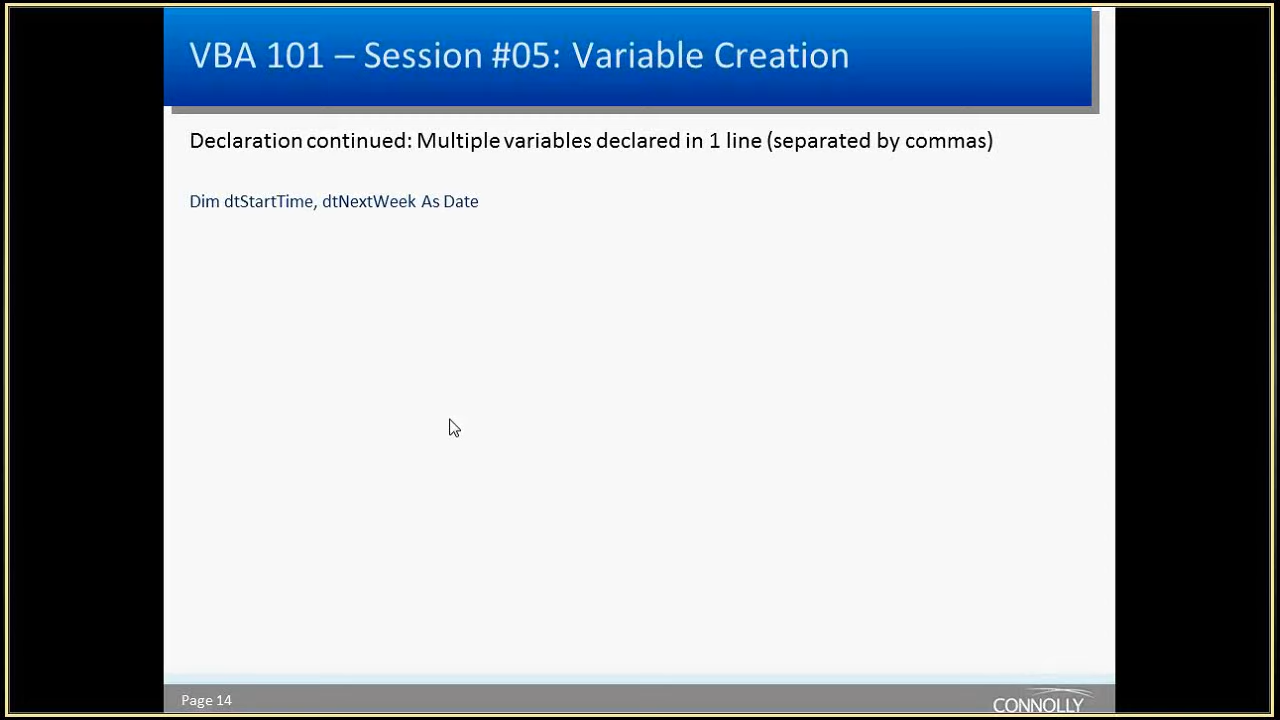 VBA 101 – Session #05: Variable Creation
Declaration continued: Multiple variables declared in 1 line (separated by commas)
Dim dtStartTime, dtNextWeek As Date
Page 14
CONNOLLY